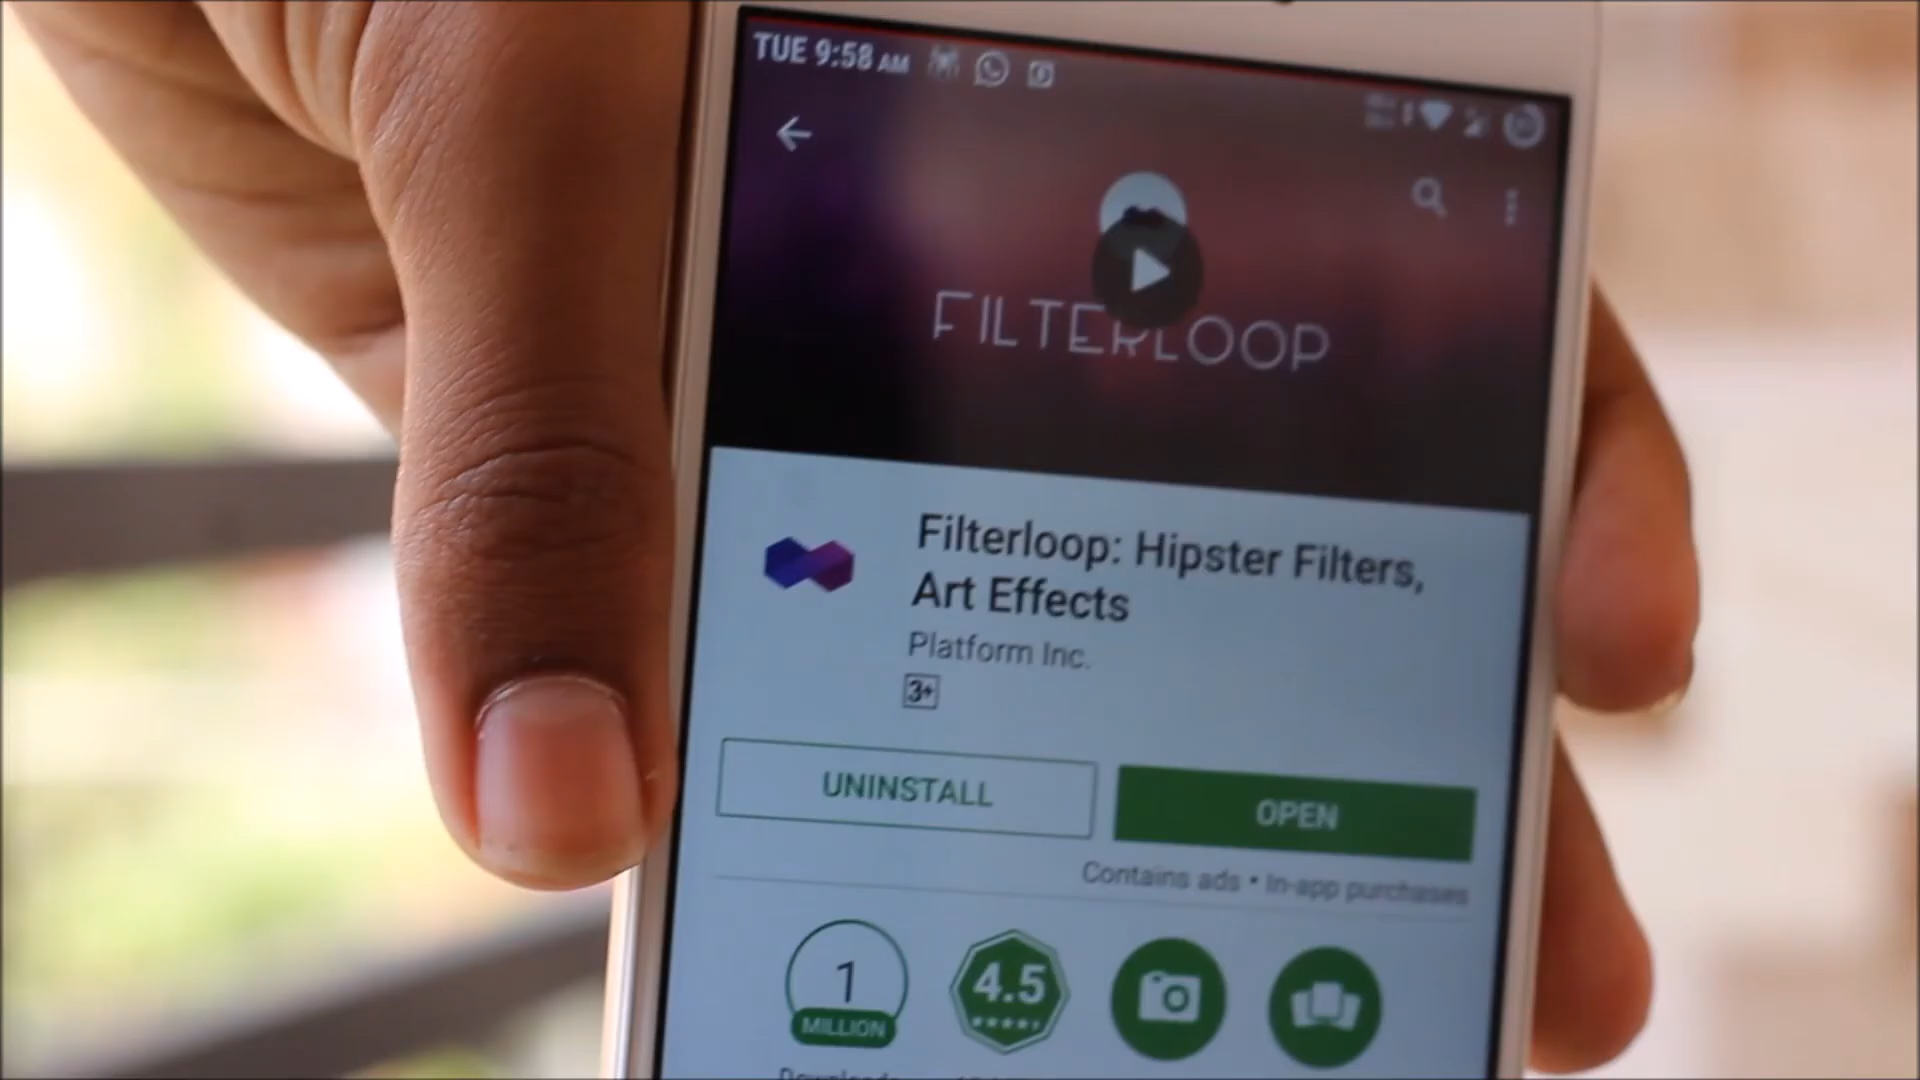 TUE 9:58 AM
FILTERLOOP
Filterloop: Hipster Filters,
Art Effects
Platform Inc.
3+
UNINSTALL
OPEN
Contains ads • In-app purchases
1
MILLION
4.5